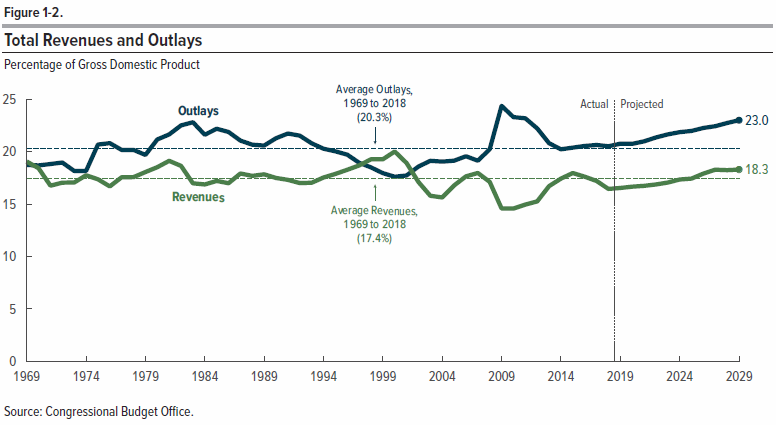 Figure 1-2.
Total Revenues and Outlays
Percentage of Gross Domestic Product
25
20
15
10
5
0
Outlays
Average Outlays,
1969 to 2018
(20.3%)
Actual
Projected
23.0
18.3
Revenues
Average Revenues,
1969 to 2018
(17.4%)
1969 1974 1979 1984 1989 1994 1999 2004 2009 2014 2019 2024 2029
Source: Congressional Budget Office.